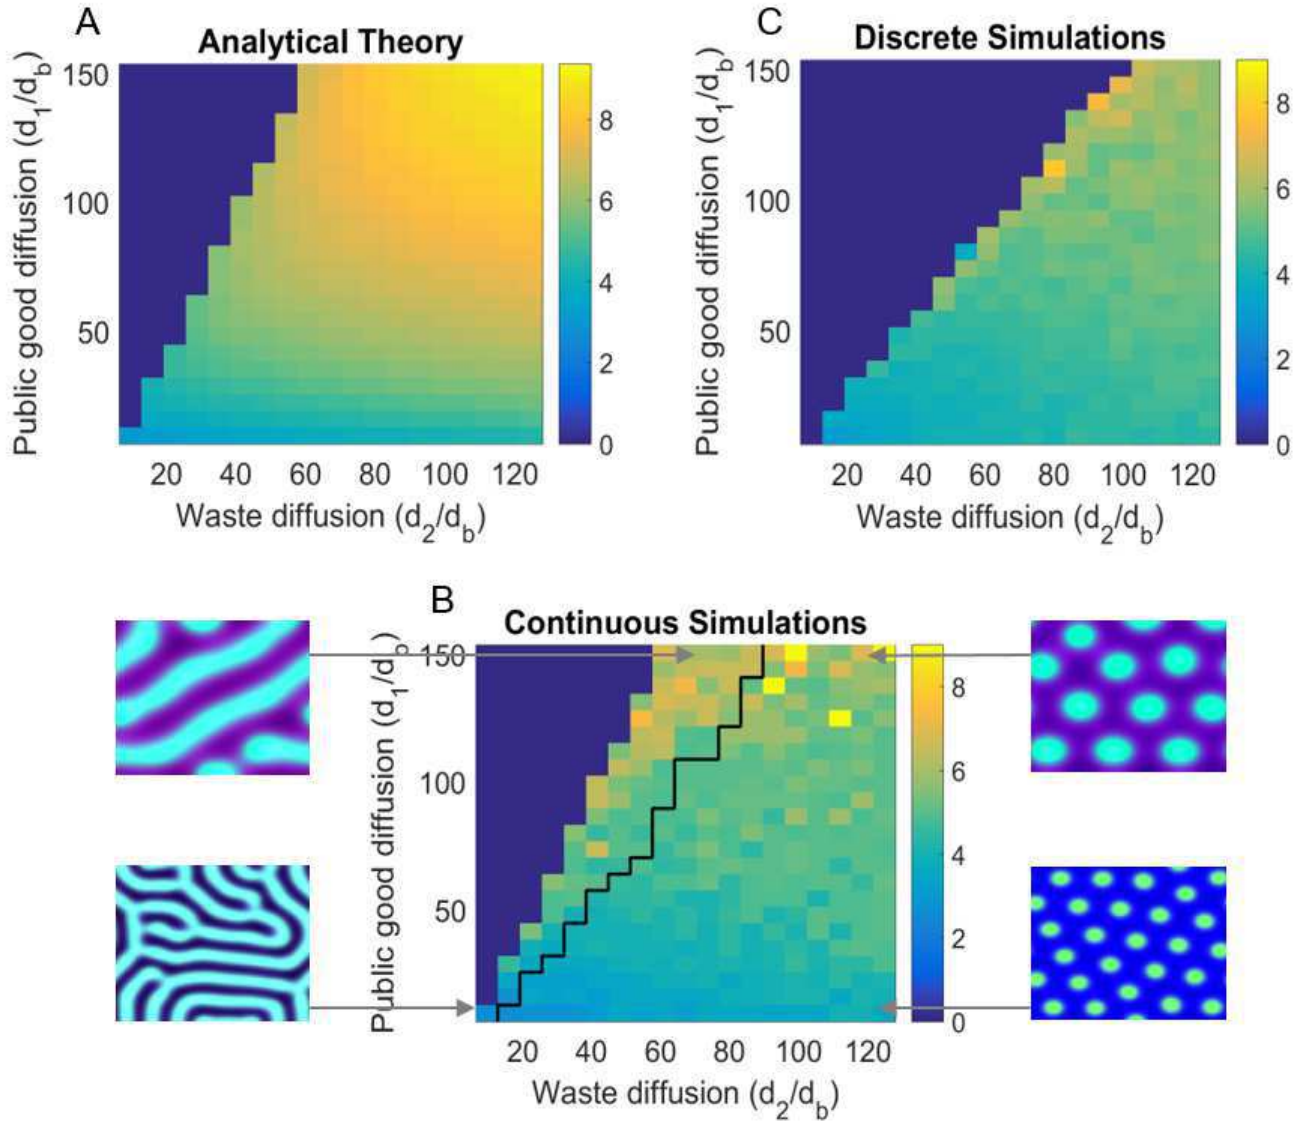 A
Analytical Theory
Public good diffusion (d1/db)
150
100
50
20 40 60 80 100 120
Waste diffusion (d2/db)
8
6
4
2
0
C
Discrete Simulations
Public good diffusion (d1/db)
150
100
50
20 40 60 80 100 120
Waste diffusion (d2/db)
8
6
4
2
0
B
Continuous Simulations
Public good diffusion (d1/db)
150
100
50
20 40 60 80 100 120
Waste diffusion (d2/db)
8
6
4
2
0